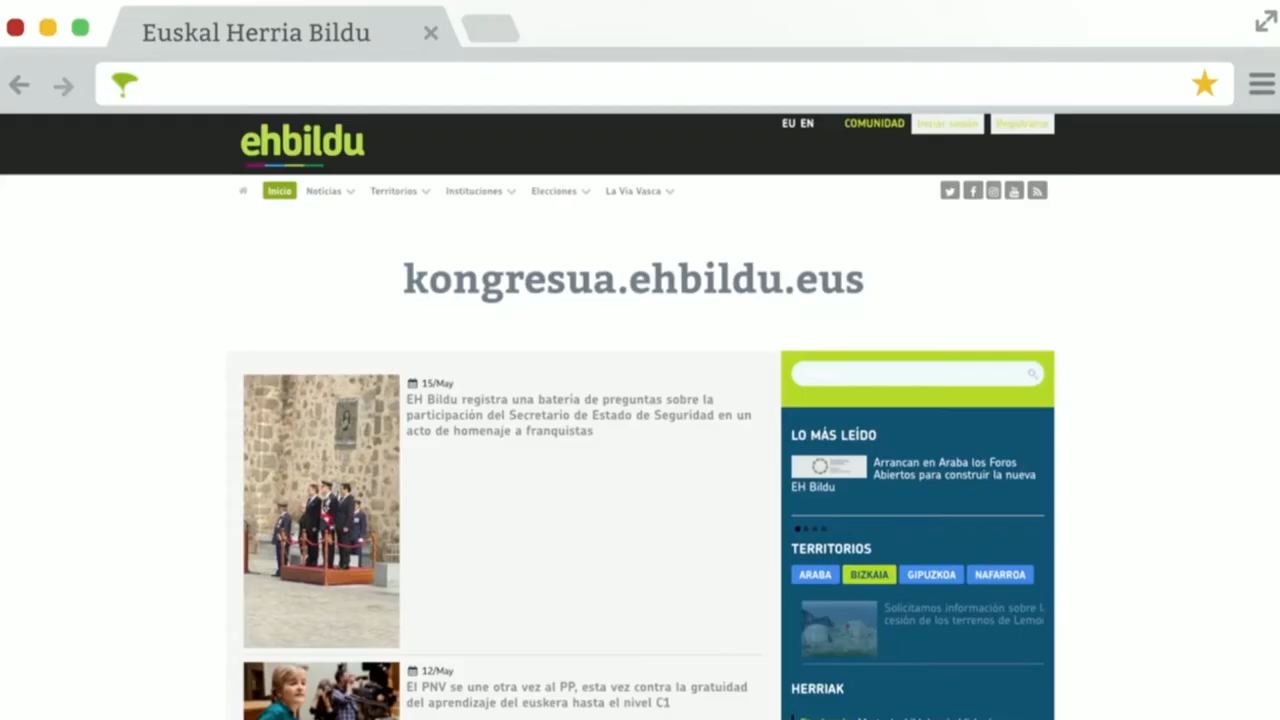 Euskal Herria Bildu
ehbildu
EU EN COMUNIDAD Iniciar sesión Registrarse
Inicio Noticias Territorios Instituciones Elecciones La Vía Vasca
kongresua.ehbildu.eus
15/May
EH Bildu registra una batería de preguntas sobre la
participación del Secretario de Estado de Seguridad en un
acto de homenaje a franquistas
12/May
El PNV se une otra vez al PP, esta vez contra la gratuidad
del aprendizaje del euskera hasta el nivel C1
LO MÁS LEÍDO
Arrancan en Araba los Foros
Abiertos para construir la nueva
EH Bildu
TERRITORIOS
ARABA BIZKAIA GIPUZKOA NAFARROA
Solicitamos información sobre l
cesión de los terrenos de Lemoi
HERRIAK